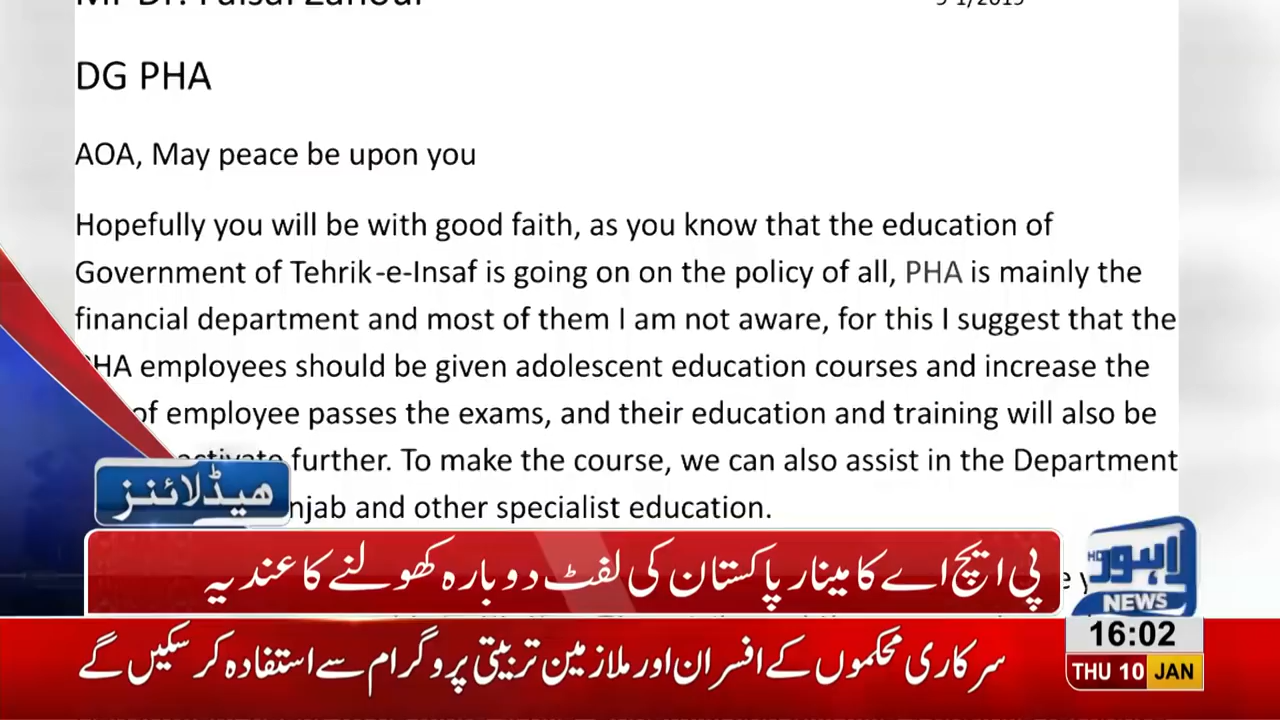 DG PHA
AOA, May peace be upon you
Hopefully you will be with good faith, as you know that the education of
Government of Tehrik-e-Insaf is going on on the policy of all, PHA is mainly the
financial department and most of them I am not aware, for this I suggest that the
PHA employees should be given adolescent education courses and increase the
of employee passes the exams, and their education and training will also be
further. To make the course, we can also assist in the Department
and other specialist education.
ہیڈلائنز
پی ایچ اے کا مینار پاکستان کی لفٹ دوبارہ کھولنے کا عندیہ
HD لاہور
NEWS
16:02
THU 10 JAN
سرکاری محکموں کے افسران اور ملازمین تربیتی پروگرام سے استفادہ کرسکیں گے